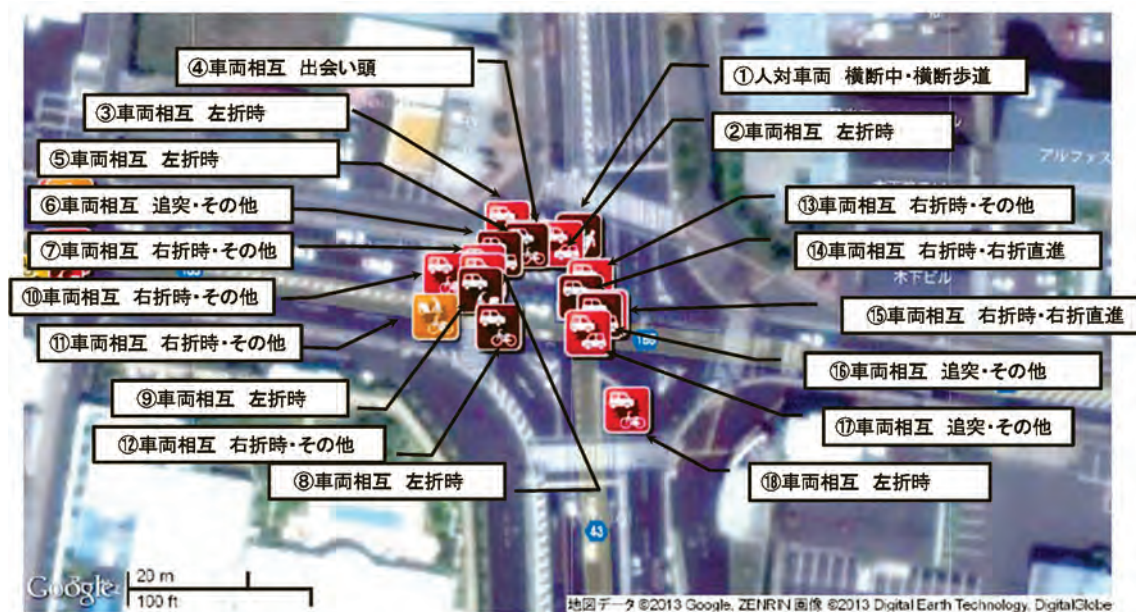 ④車両相互 出会い頭
①人対車両 横断中・横断歩道
③車両相互 左折時
②車両相互 左折時
⑤車両相互 左折時
アルファス
⑥車両相互 追突・その他
⑬車両相互 右折時・その他
⑦車両相互 右折時・その他
⑭車両相互 右折時・右折直進
木下ビル
⑩車両相互 右折時・その他
⑮車両相互 右折時・右折直進
⑪車両相互 右折時・その他
⑯車両相互 追突・その他
⑨車両相互 左折時
⑰車両相互 追突・その他
⑫車両相互 右折時・その他
⑧車両相互 左折時
⑱車両相互 左折時
43
Google
20 m
100 ft
地図データ ©2013 Google, ZENRIN 画像 ©2013 Digital Earth Technology, DigitalGlobe